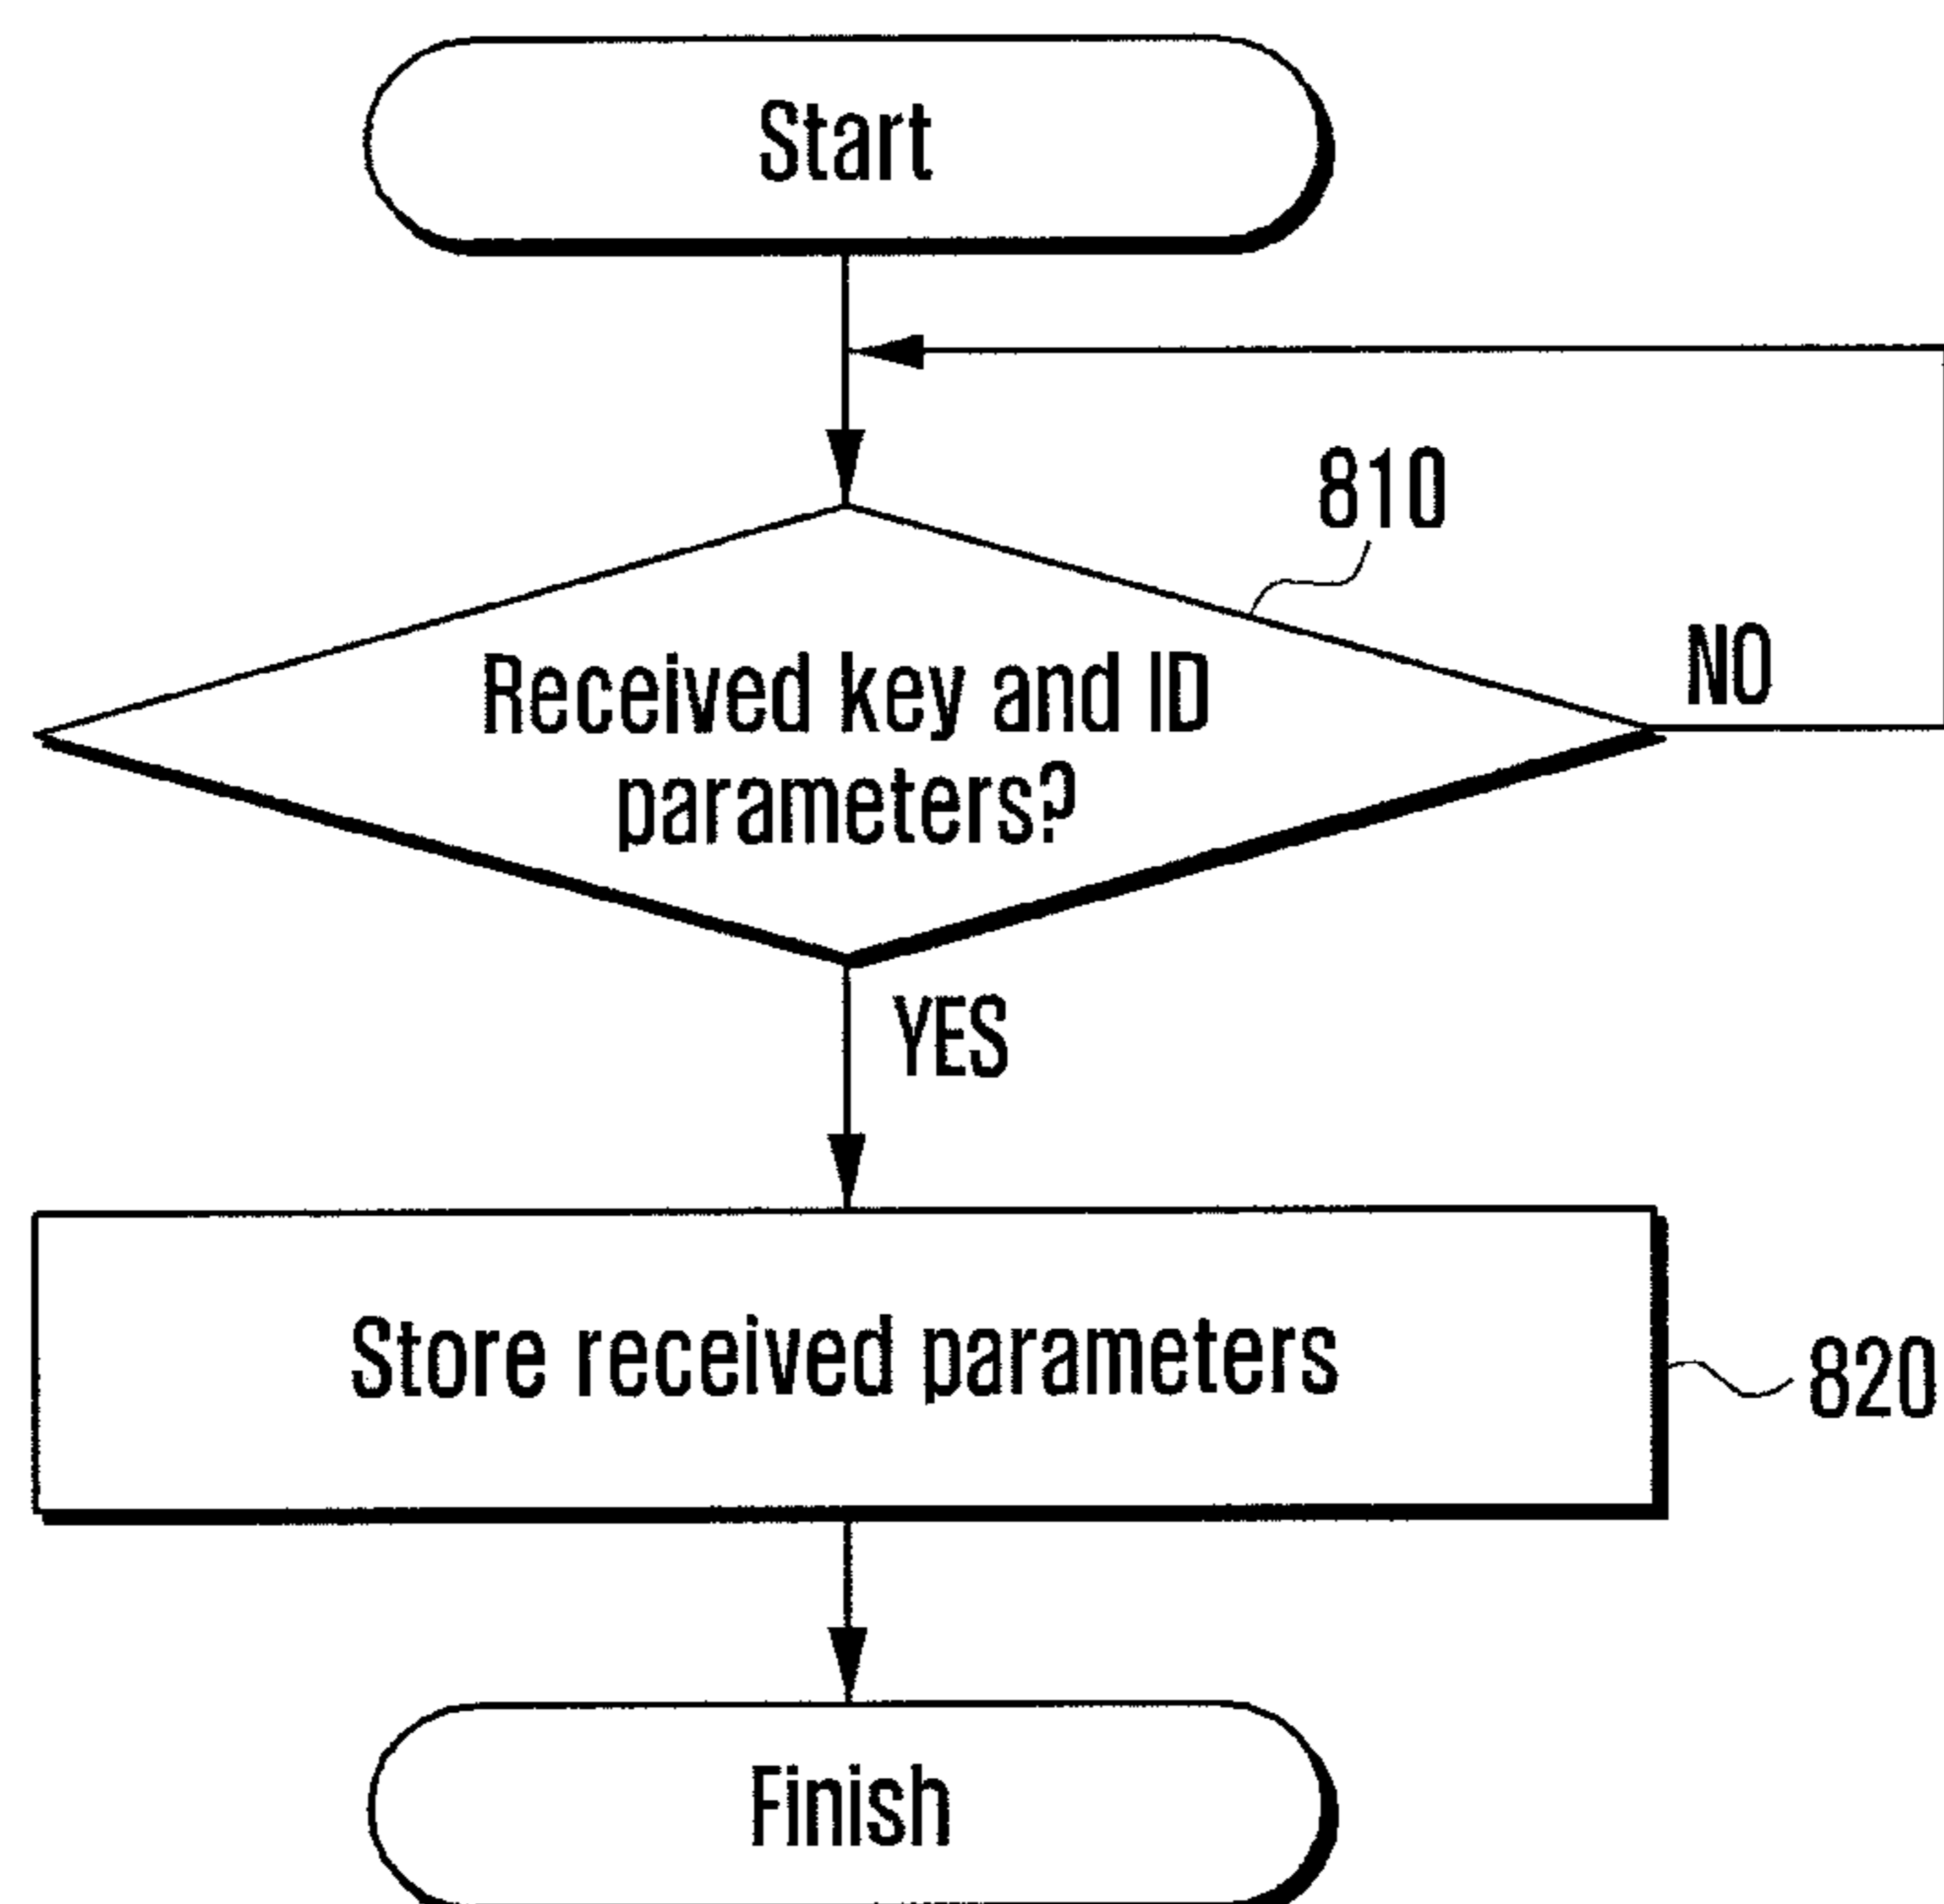 Start
810
Received key and ID
parameters?
NO
YES
Store received parameters
820
Finish